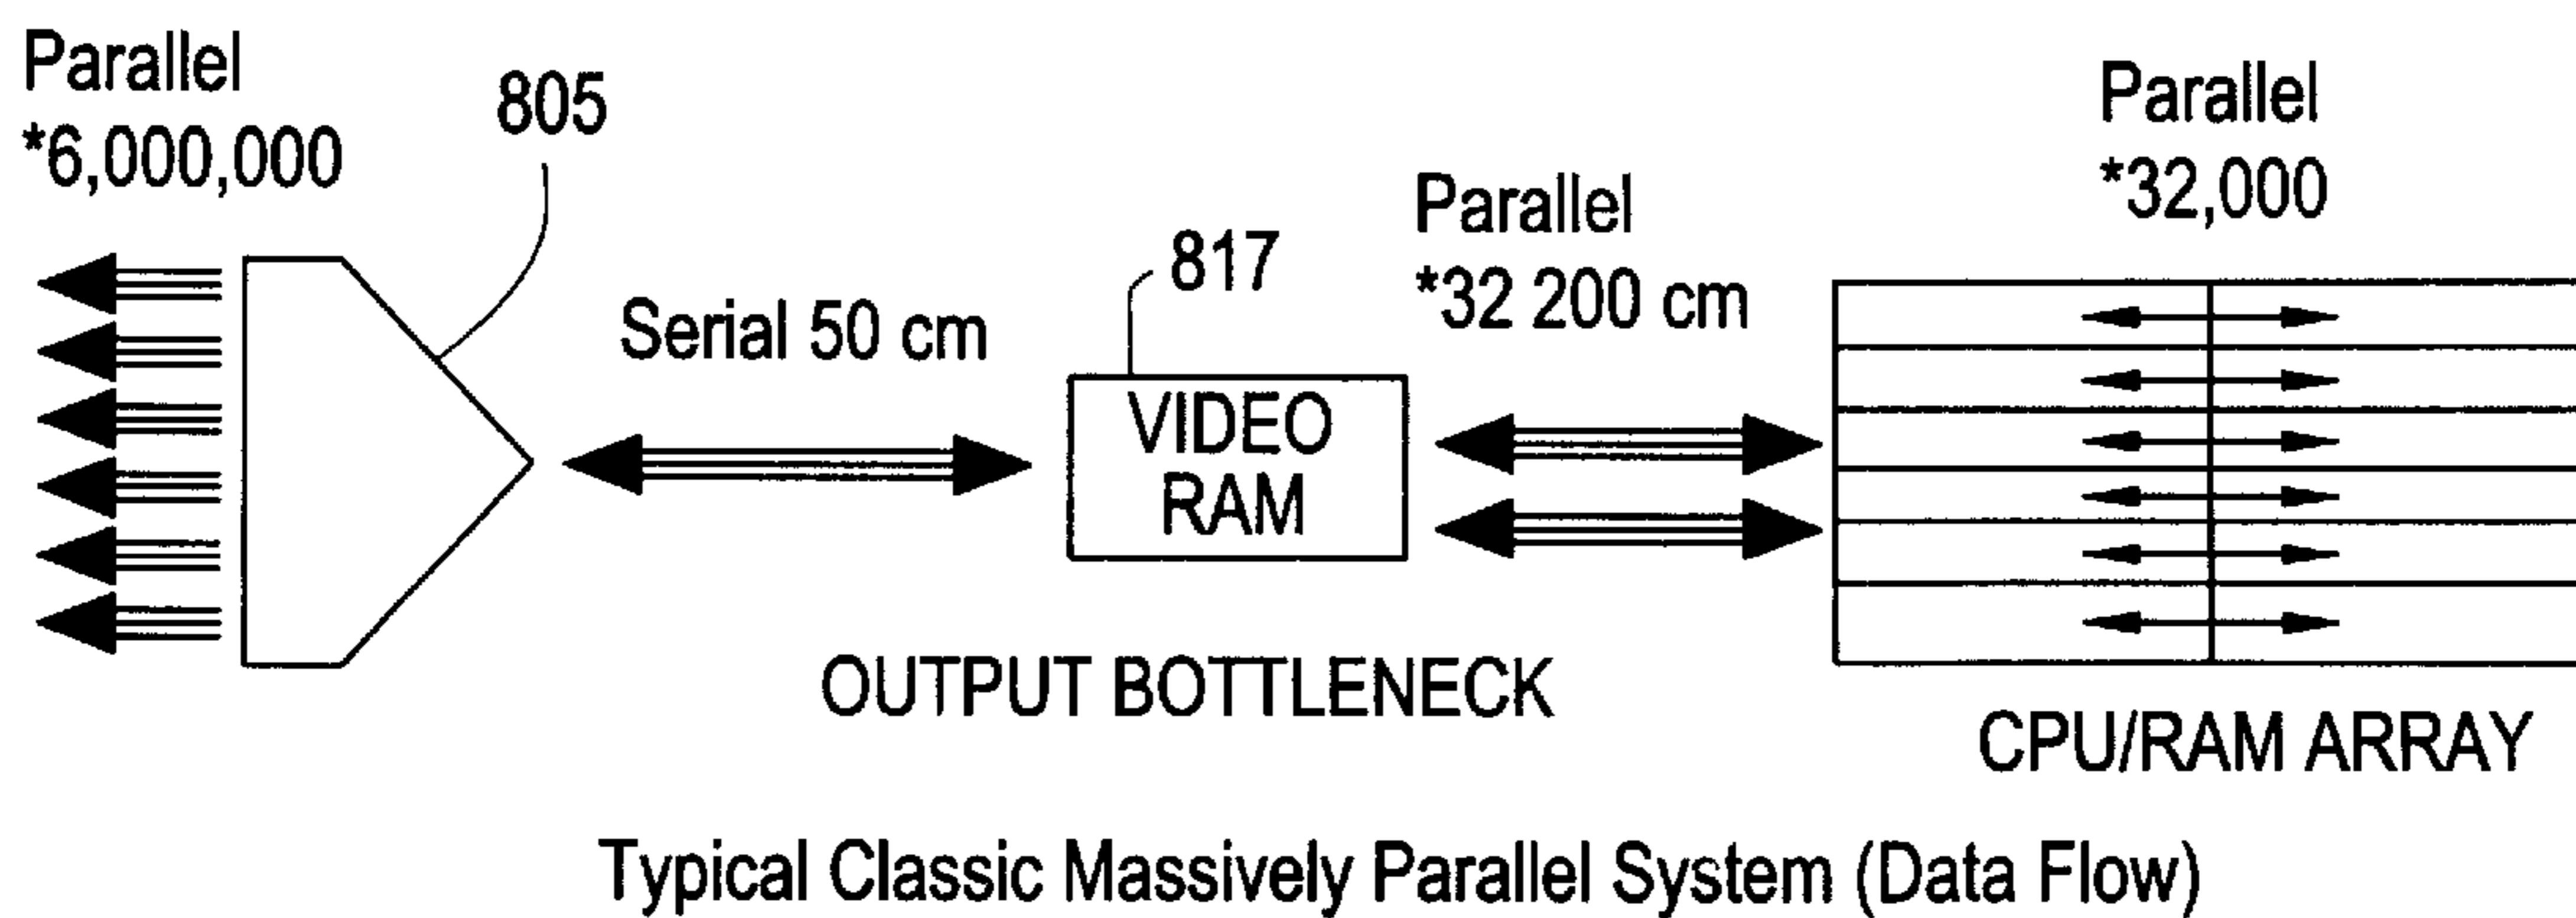 Parallel
*6,000,000
805
Serial 50 cm
817
VIDEO
RAM
Parallel
*32 200 cm
Parallel
*32,000
OUTPUT BOTTLENECK
CPU/RAM ARRAY
Typical Classic Massively Parallel System (Data Flow)